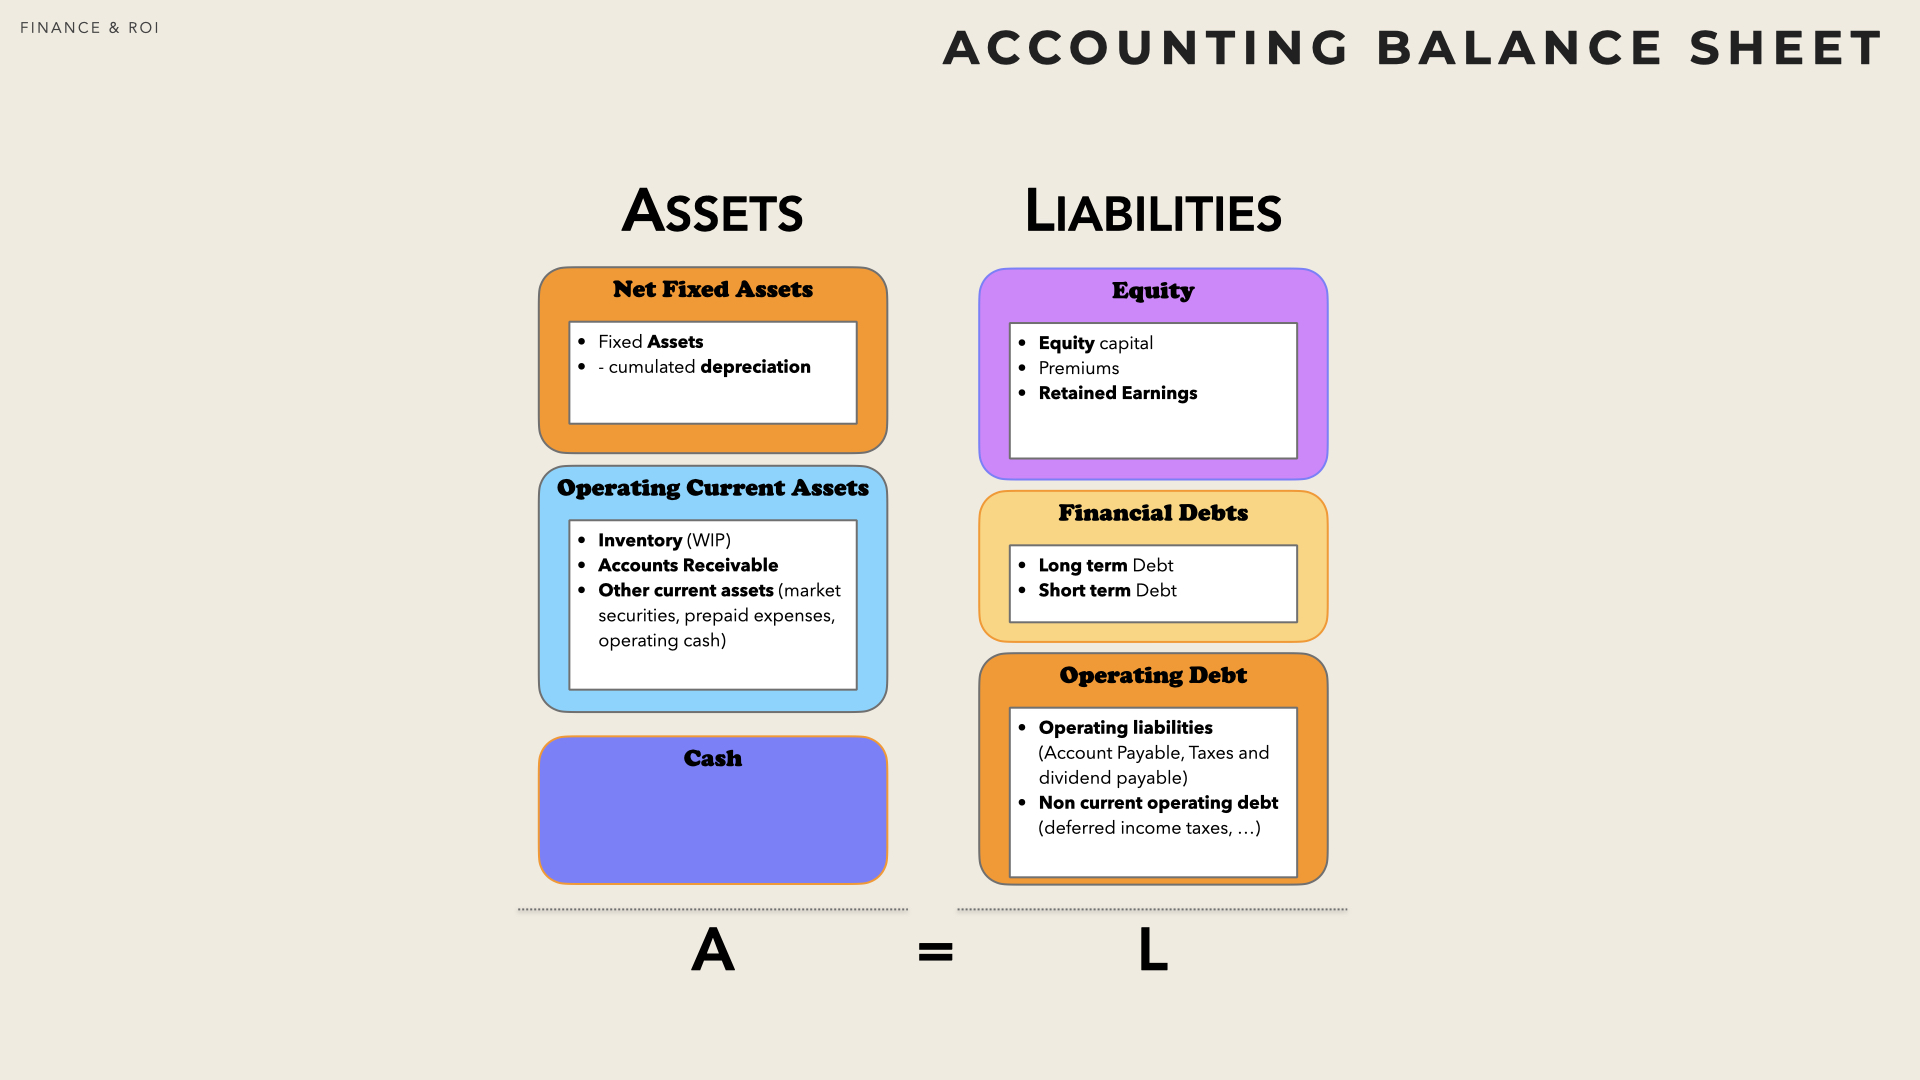 FINANCE & ROI
ACCOUNTING BALANCE SHEET
ASSETS
Net Fixed Assets
• Fixed Assets
• - cumulated depreciation
Operating Current Assets
• Inventory (WIP)
• Accounts Receivable
• Other current assets (market
securities, prepaid expenses,
operating cash)
Cash
LIABILITIES
Equity
• Equity capital
• Premiums
• Retained Earnings
Financial Debts
• Long term Debt
• Short term Debt
Operating Debt
• Operating liabilities
(Account Payable, Taxes and
dividend payable)
• Non current operating debt
(deferred income taxes, …)
A = L